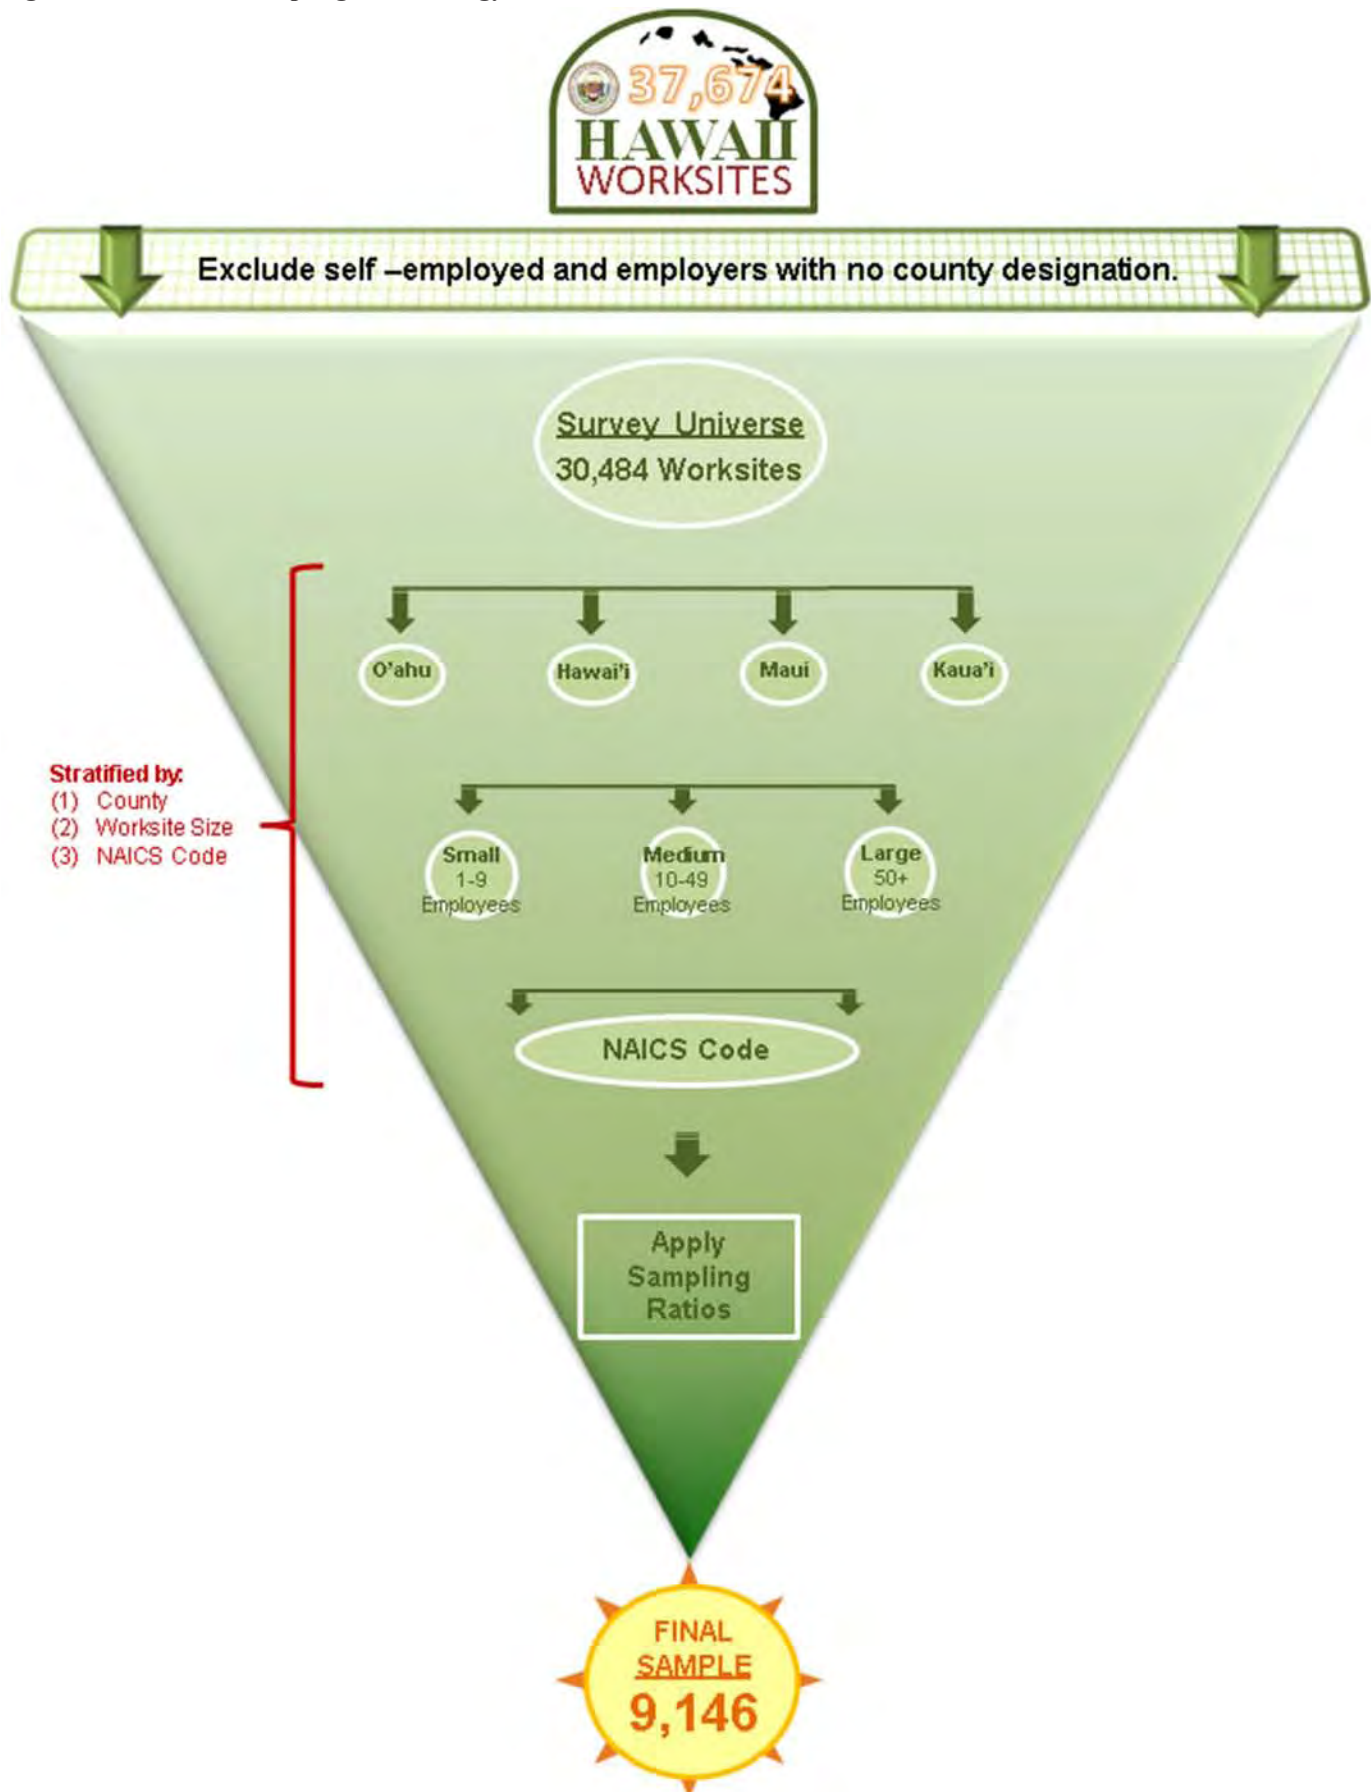 37,674
HAWAII
WORKSITES
Exclude self –employed and employers with no county designation.
Survey Universe
30,484 Worksites
O'ahu
Hawai'i
Maui
Kaua'i
Stratified by:
(1) County
(2) Worksite Size
(3) NAICS Code
Small
1-9
Employees
Medium
10-49
Employees
Large
50+
Employees
NAICS Code
Apply
Sampling
Ratios
FINAL
SAMPLE
9,146